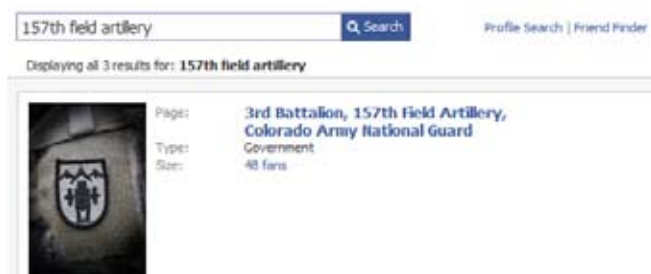 157th field artillery Search Profile Search | Friend Finder
Displaying all 3 results for: 157th field artillery
Page: 3rd Battalion, 157th Field Artillery,
Colorado Army National Guard
Type: Government
Size: 48 fans